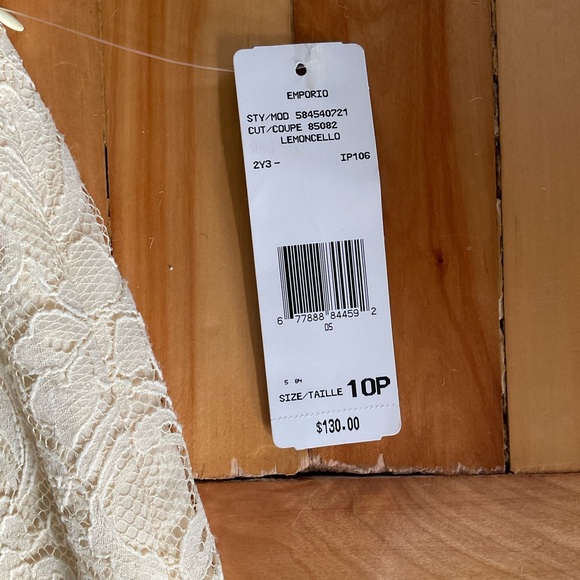 EMPORIO
STY/MOD 584540721
CUT/COUPE 85082
LEMONCELLO
2Y3- IP106
6 77888 84459 2
05
5 04
SIZE/TAILLE 10P
$130.00